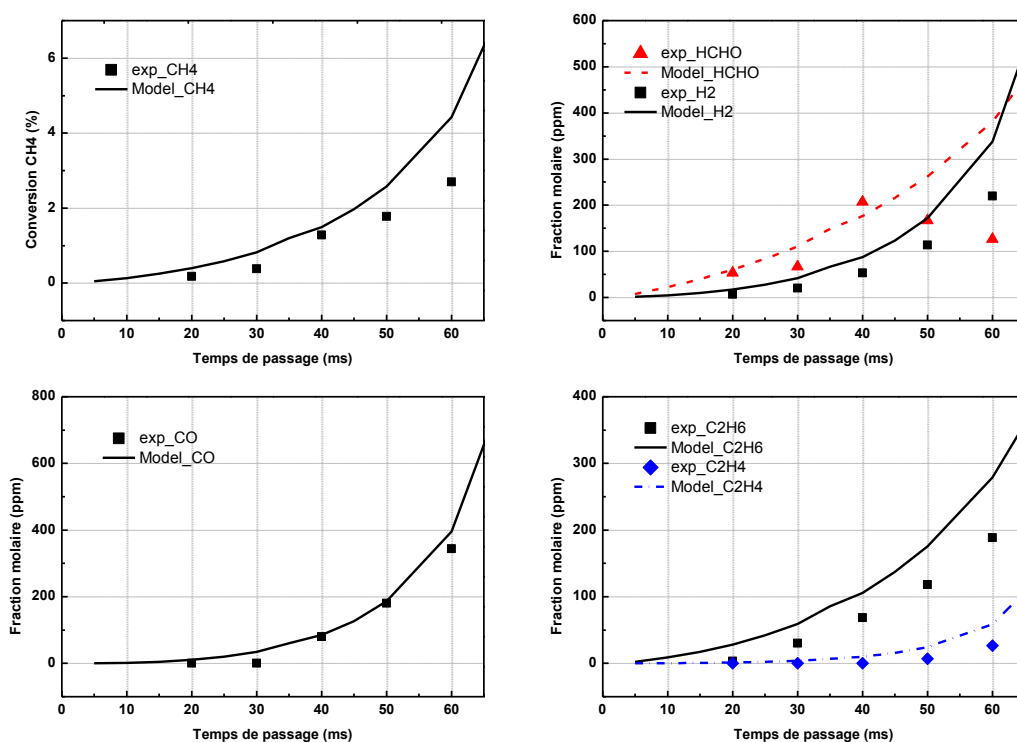 Conversion CH4 (%)
6
4
2
0
exp_CH4
Model_CH4
0 10 20 30 40 50 60
Temps de passage (ms)
Fraction molaire (ppm)
600
500
400
300
200
100
0
exp_HCHO
Model_HCHO
exp_H2
Model_H2
0 10 20 30 40 50 60
Temps de passage (ms)
Fraction molaire (ppm)
800
600
400
200
0
exp_CO
Model_CO
0 10 20 30 40 50 60
Temps de passage (ms)
Fraction molaire (ppm)
400
300
200
100
0
exp_C2H6
Model_C2H6
exp_C2H4
Model_C2H4
0 10 20 30 40 50 60
Temps de passage (ms)